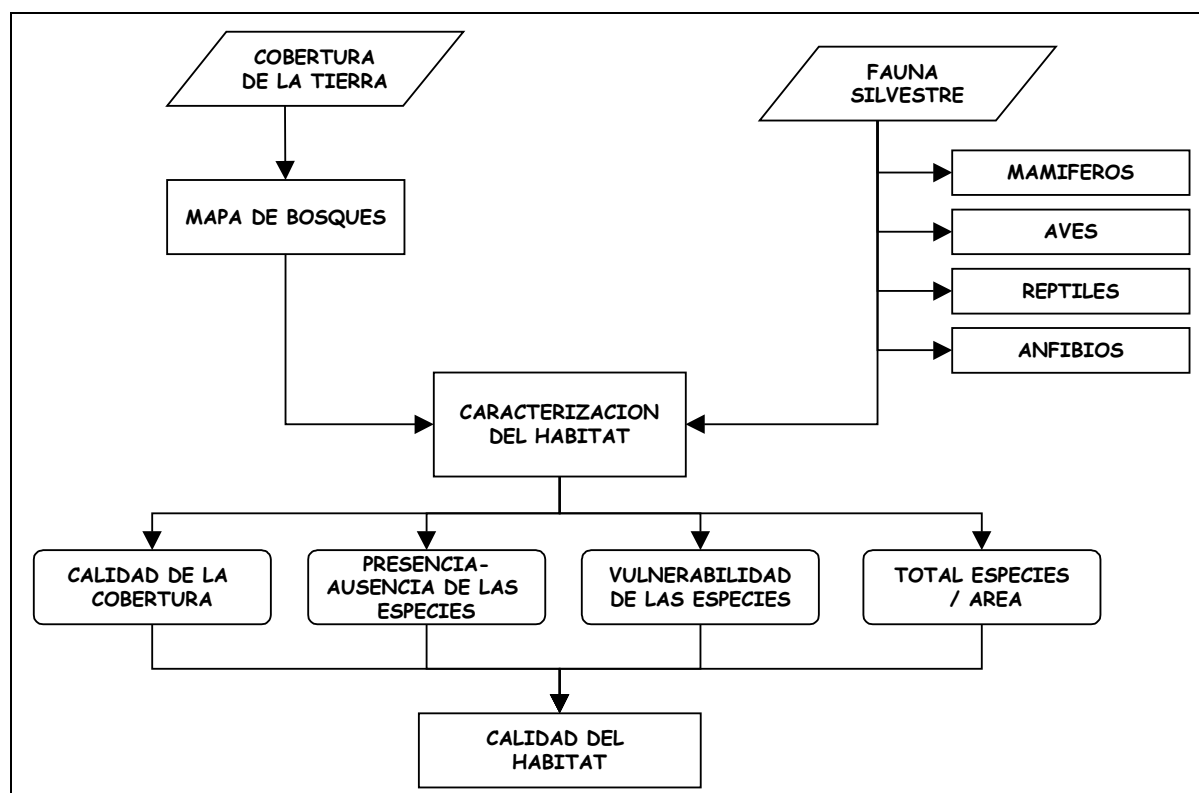 COBERTURA
DE LA TIERRA
FAUNA
SILVESTRE
MAPA DE BOSQUES
MAMIFEROS
AVES
REPTILES
ANFIBIOS
CARACTERIZACION
DEL HABITAT
CALIDAD DE LA
COBERTURA
PRESENCIA-
AUSENCIA DE LAS
ESPECIES
VULNERABILIDAD
DE LAS ESPECIES
TOTAL ESPECIES
/ AREA
CALIDAD DEL
HABITAT